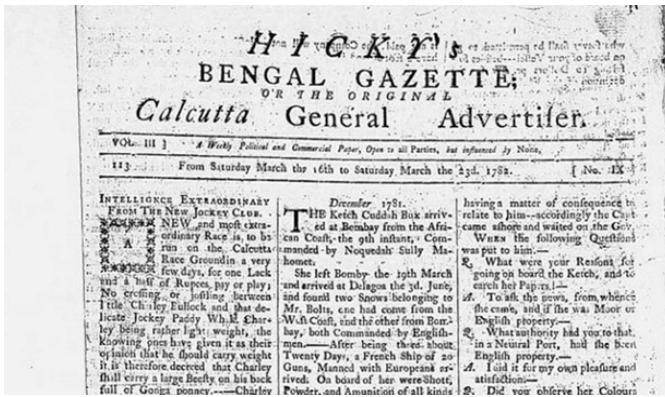 HICKY's
BENGAL GAZETTE;
OR THE ORIGINAL
Calcutta General Advertiſer.
VOL. III ]
A Weekly Political and Commercial Paper, Open to all Parties, but influenced by None.
113
From Saturday March the 16th to Saturday March the 23d. 1782.
[ No. IX
INTELLIGNCE EXTRAORDINARY
FROM THE NEW JOCKEY CLUB.
A NEW and moſt extra-
ordinary Race is to be
run on the Calcutta
Race Groundin a very
few days, for one Lack
and a half of Rupees, pay or play;
No croſſing or joſtling between
Title Charley Bullock and that de-
licate Jockey Paddy Whik. Char-
ley being rather light weight, the
knowing ones have given it as their
opinion that he ſhould carry weight
it is therefore decreed that Charley
ſhill carry a large Beeſty on his back
full of Gonga ponney.---Charley
December 1781.
THE Ketch Cuddah Bux arriv-
ed at Bombay from the Afri-
can Coaſt, the 9th inſtant, Com-
manded by Noquedah Sully Ma-
homet.
She left Bomby the 19th March
and arrived at Delagoa the 3d. June,
and found two Snows belonging to
Mr. Bolts, one had come from the
W ſt Coaſt, and the other from Bom-
bay, both Commanded by Engliſh-
men.——After being there about
Twenty Days, a French Ship of 20
Guns, Manned with Europeans ar-
rived. On board of her were Shott,
Powder, and Amunition of all kinds
having a matter of conſequence to
relate to him--accordingly the Capt
came aſhore and waited on the Gov.
WHEN the following Queſtions
was put to him.—
Q. What were your Reaſons for
going on board the Ketch, and to
earch her Papers!—
A. To aſk the news, from, whence
ſhe came, and if ſhe was Moor or
Engliſh property.—
Q. What authority had you to that,
in a Neutral Port, had ſhe been
Engliſh property.—
A. I did it for my own pleaſure and
atisfaction:—
Q. Did you obſerve her Colours